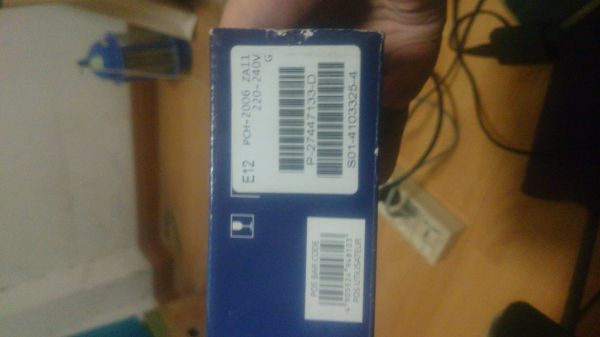 E12 PCH-2006 ZA11
220-240V
G
P-27447133-D
S01-4103325-4
POS BAR CODE
POS UTILISATEUR